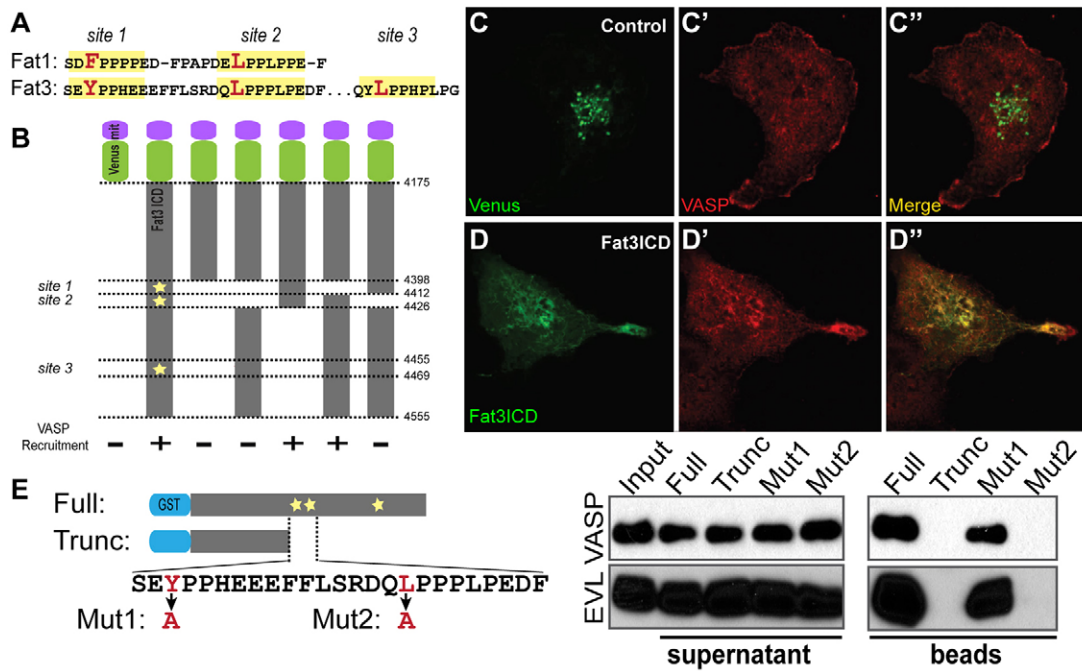 A
site 1 site 2 site 3
Fat1: SDFPPPPED-FPAPDELPPLPPE-F
Fat3: SEYPPHEEEFFLSRDQLPPPLPEDF...QYLPPHPLPG
B
Venus mit
Fat3 ICD
4175
4398
site 1
4412
site 2
4426
4455
site 3
4469
4555
VASP
Recruitment - + - - + + -
C Control C' C"
Venus VASP Merge
D Fat3ICD D' D"
Fat3ICD
E
Full: GST
Trunc:
SEYPPHEEEFFLSRDQLPPPLPEDF
Mut1: A Mut2: A
Input Full Trunc Mut1 Mut2 Full Trunc Mut1 Mut2
VASP
EVL
supernatant beads